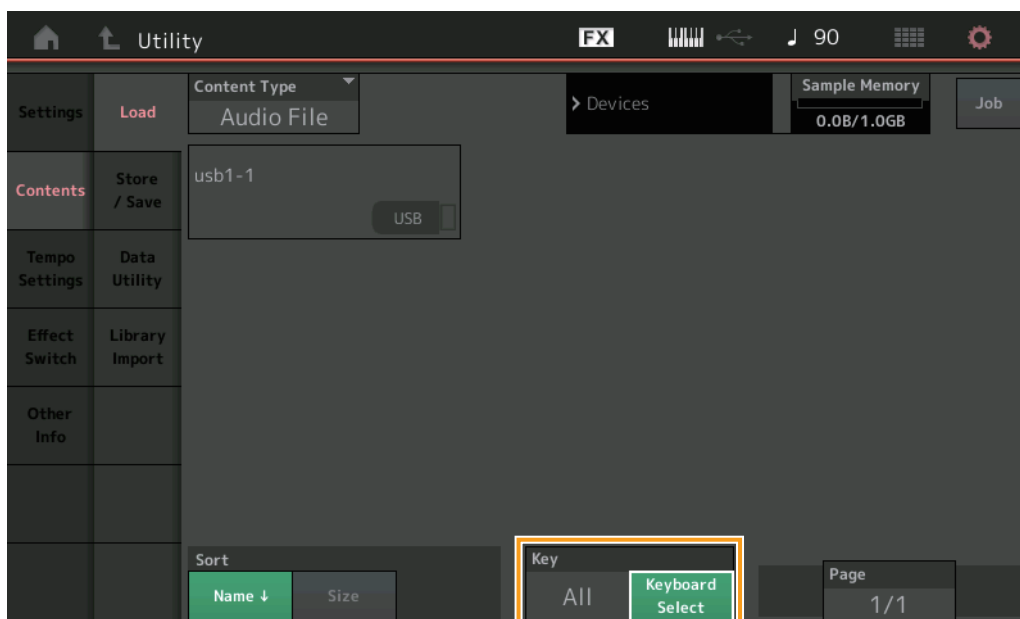 Utility
FX
90
Settings
Load
Content Type
Audio File
> Devices
Sample Memory
0.0B/1.0GB
Job
Contents
Store
/ Save
usb1-1
USB
Tempo
Settings
Data
Utility
Effect
Switch
Library
Import
Other
Info
Sort
Name ↓
Size
Key
All
Keyboard
Select
Page
1/1